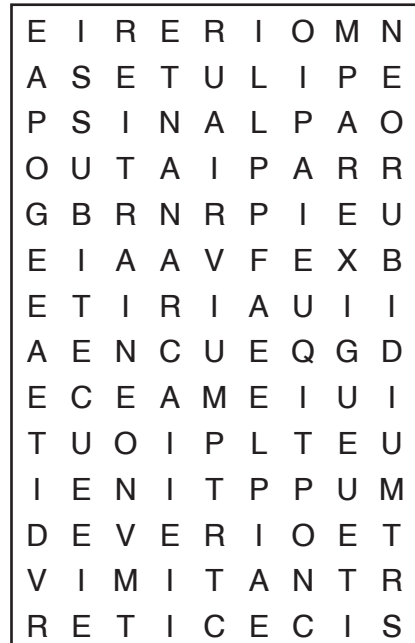 E I R E R I O M N
A S E T U L I P E
P S I N A L P A O
O U T A I P A R R
G B R N R P I E U
E I A A V F E X B
E T I R I A U I I
A E N C U E Q G D
E C E A M E I U I
T U O I P L T E U
I E N I T P P U M
D E V E R I O E T
V I M I T A N T R
R E T I C E C I S